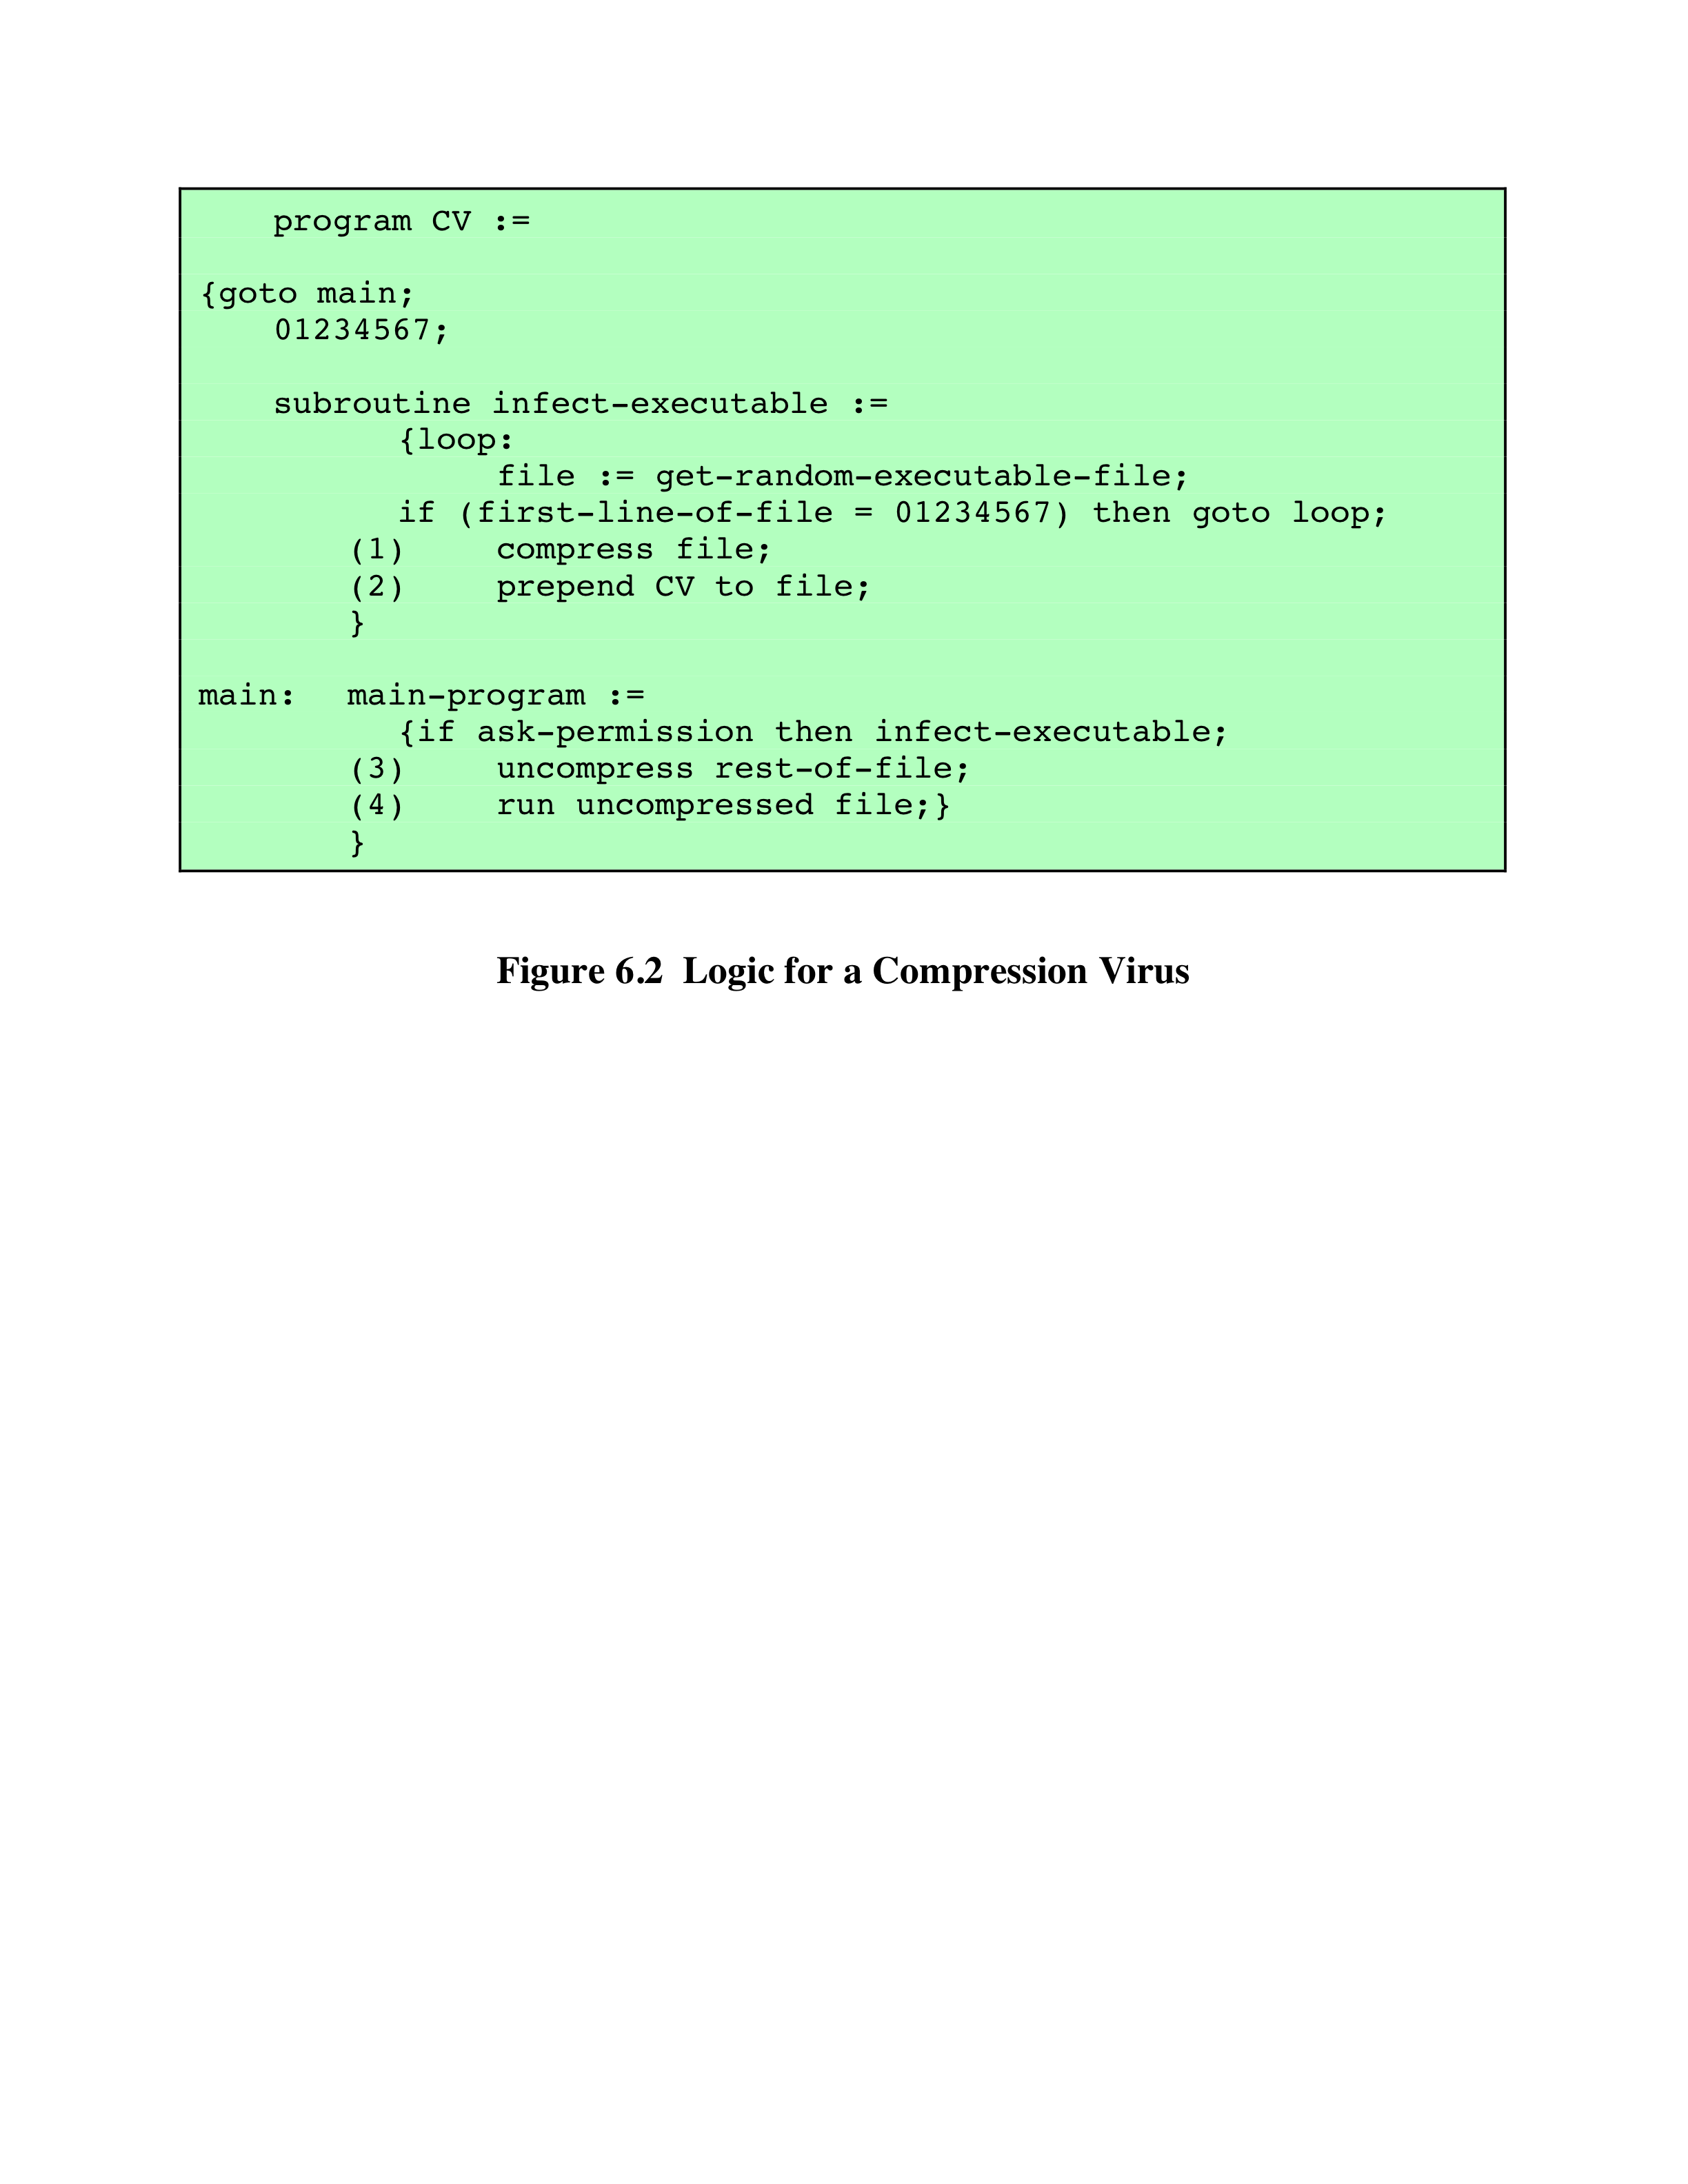 program CV :=
{goto main;
01234567;
subroutine infect-executable :=
{loop:
file := get-random-executable-file;
if (first-line-of-file = 01234567) then goto loop;
(1) compress file;
(2) prepend CV to file;
}
main: main-program :=
{if ask-permission then infect-executable;
(3) uncompress rest-of-file;
(4) run uncompressed file;}
}
Figure 6.2 Logic for a Compression Virus